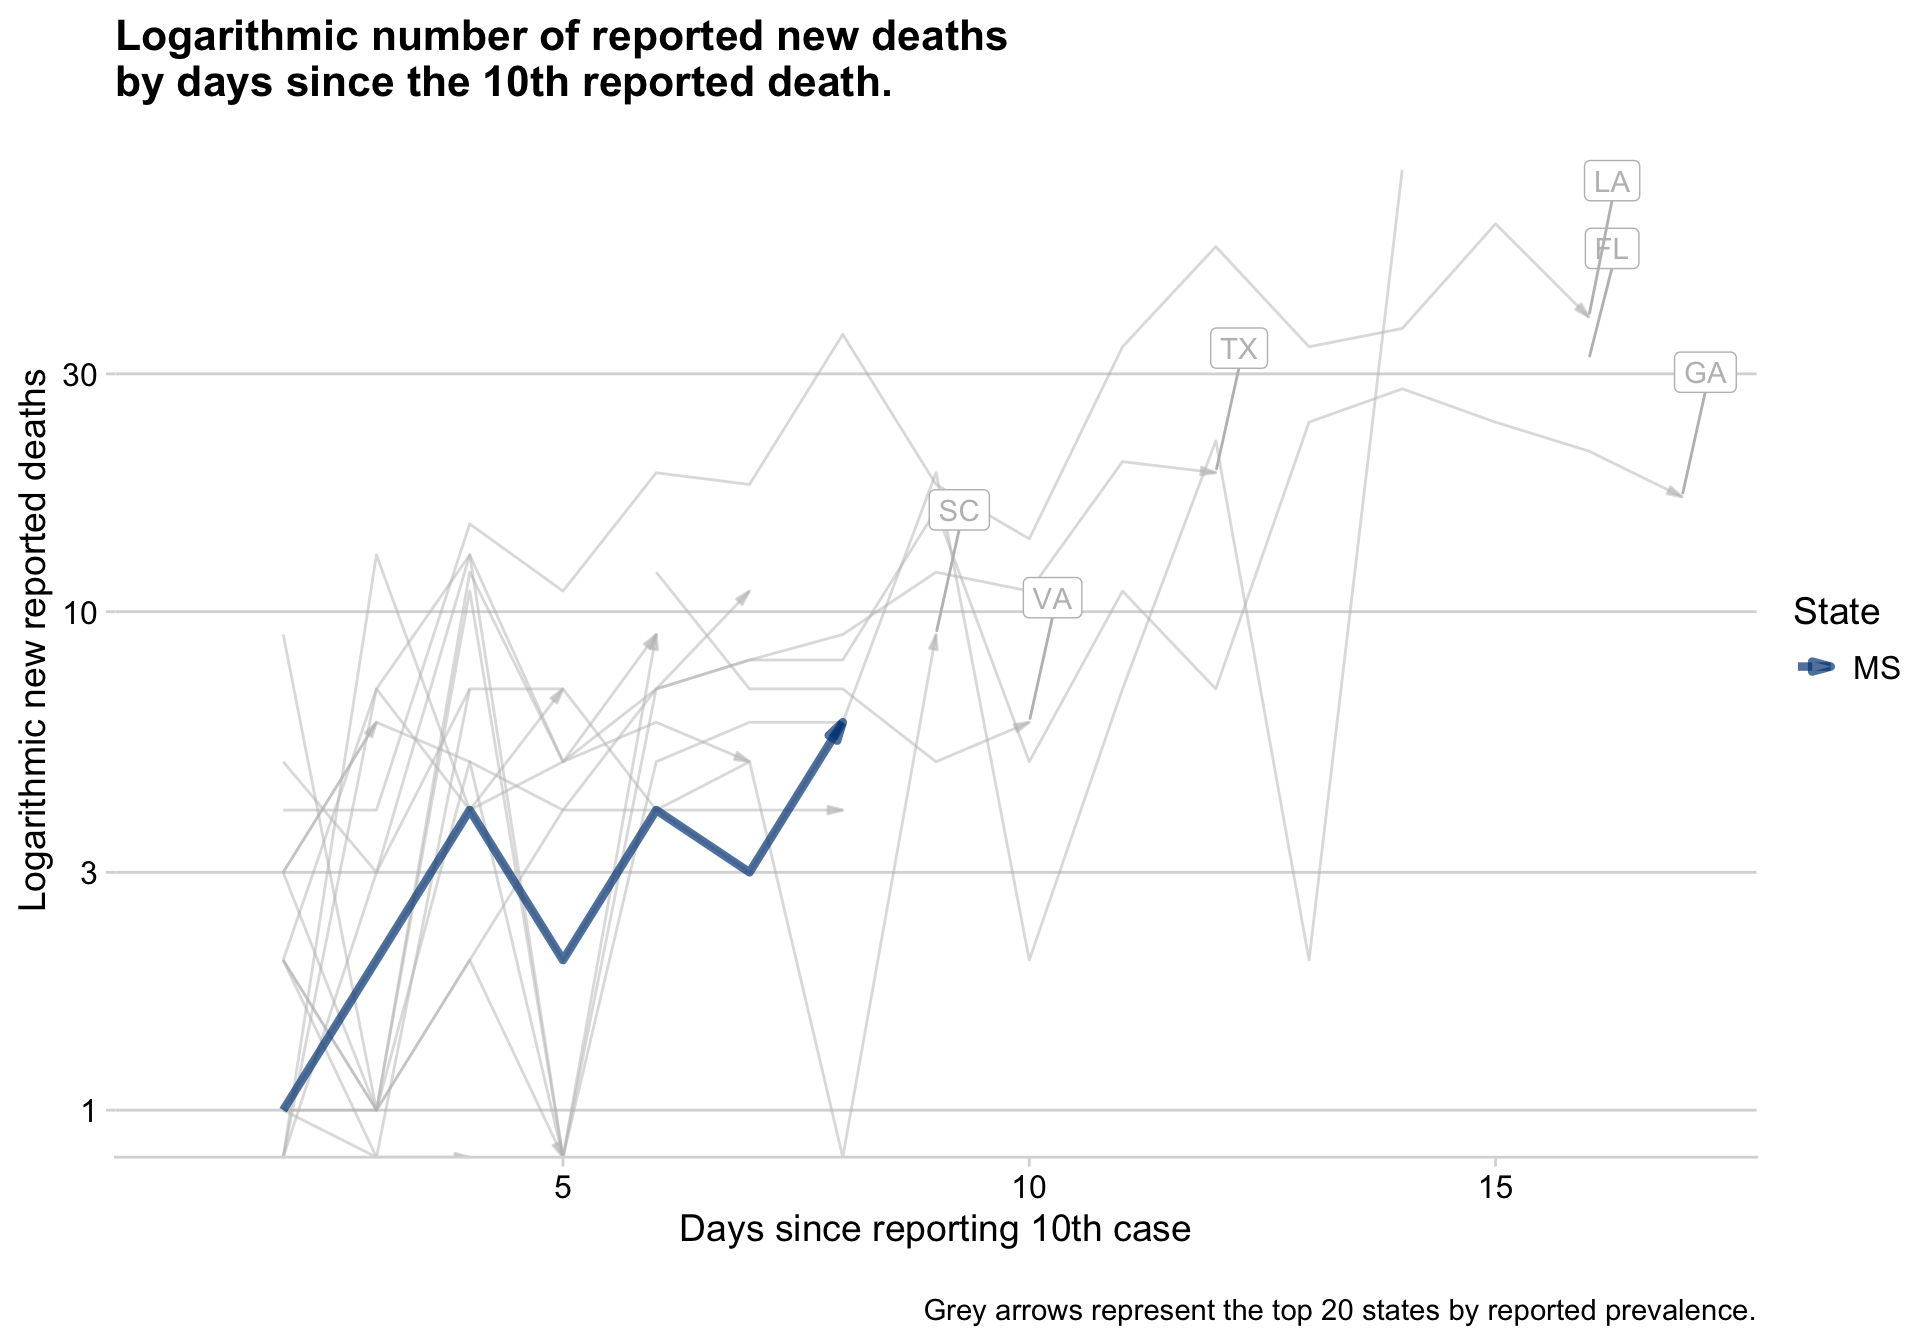 Logarithmic number of reported new deaths
by days since the 10th reported death.
LA
FL
TX
GA
SC
VA
30
10
3
1
Logarithmic new reported deaths
5
10
15
Days since reporting 10th case
State
MS
Grey arrows represent the top 20 states by reported prevalence.